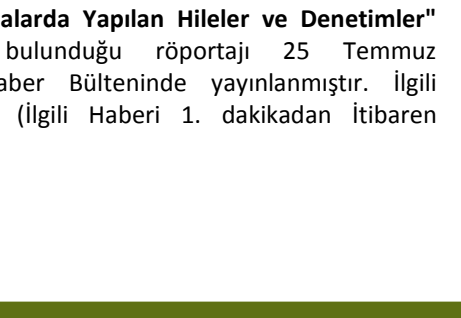 alarda Yapılan Hileler ve Denetimler"
bulunduğu röportajı 25 Temmuz
aber Bülteninde yayınlanmıştır. İlgili
(İlgili Haberi 1. dakikadan İtibaren